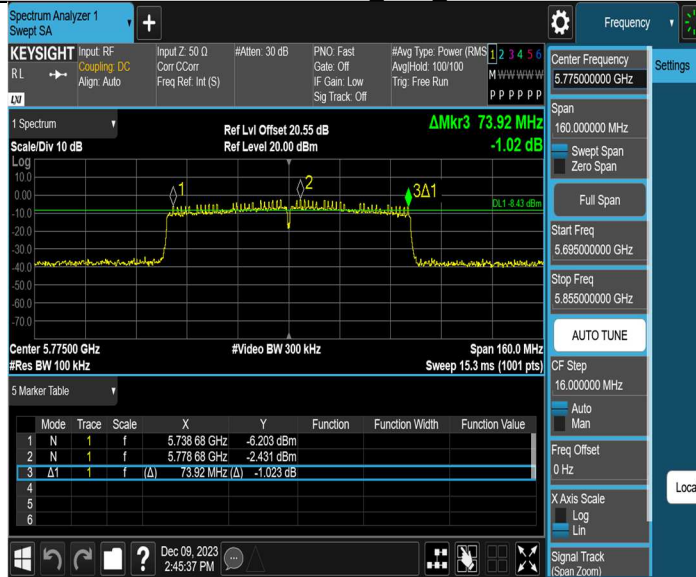 Spectrum Analyzer 1
Swept SA
+
Frequency
KEYSIGHT
RL
LXI
Input: RF
Coupling: DC
Align: Auto
Input Z: 50 Ω
Corr CCorr
Freq Ref: Int (S)
#Atten: 30 dB
PNO: Fast
Gate: Off
IF Gain: Low
Sig Track: Off
#Avg Type: Power (RMS
Avg|Hold: 100/100
Trig: Free Run
1 2 3 4 5 6
M W W W W W
P P P P P P
1 Spectrum
Scale/Div 10 dB
Ref Lvl Offset 20.55 dB
Ref Level 20.00 dBm
ΔMkr3 73.92 MHz
-1.02 dB
Log
10.0
0.00
-10.0
-20.0
-30.0
-40.0
-50.0
-60.0
-70.0
1
2
3Δ1
DL1 -8.43 dBm
Center 5.77500 GHz
#Video BW 300 kHz
Span 160.0 MHz
#Res BW 100 kHz
Sweep 15.3 ms (1001 pts)
5 Marker Table
Mode Trace Scale X Y Function Function Width Function Value
1 N 1 f 5.738 68 GHz -6.203 dBm
2 N 1 f 5.778 68 GHz -2.431 dBm
3 Δ1 1 f (Δ) 73.92 MHz (Δ) -1.023 dB
4
5
6
?
Dec 09, 2023
2:45:37 PM
Center Frequency
5.775000000 GHz
Settings
Span
160.000000 MHz
Swept Span
Zero Span
Full Span
Start Freq
5.695000000 GHz
Stop Freq
5.855000000 GHz
AUTO TUNE
CF Step
16.000000 MHz
Auto
Man
Freq Offset
0 Hz
Loca
X Axis Scale
Log
Lin
Signal Track
(Span Zoom)